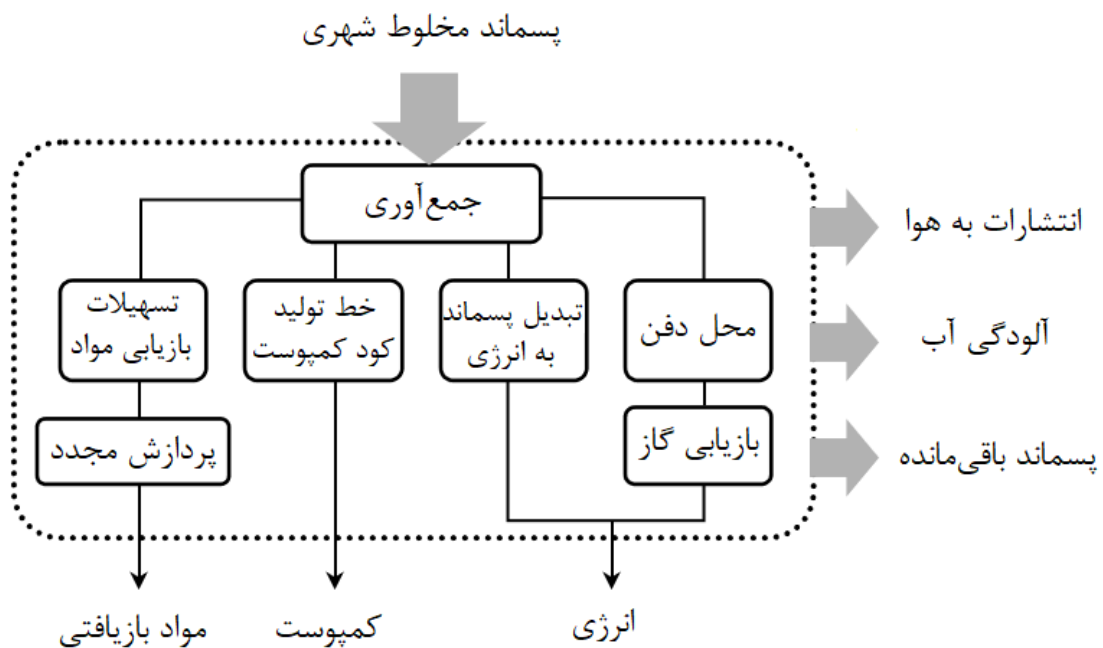 پسماند مخلوط شهری
جمع‌آوری
انتشارات به هوا
آلودگی آب
پسماند باقی‌مانده
محل دفن
بازیابی گاز
تبدیل پسماند
به انرژی
خط تولید
کود کمپوست
تسهیلات
بازیابی مواد
پردازش مجدد
انرژی
کمپوست
مواد بازیافتی